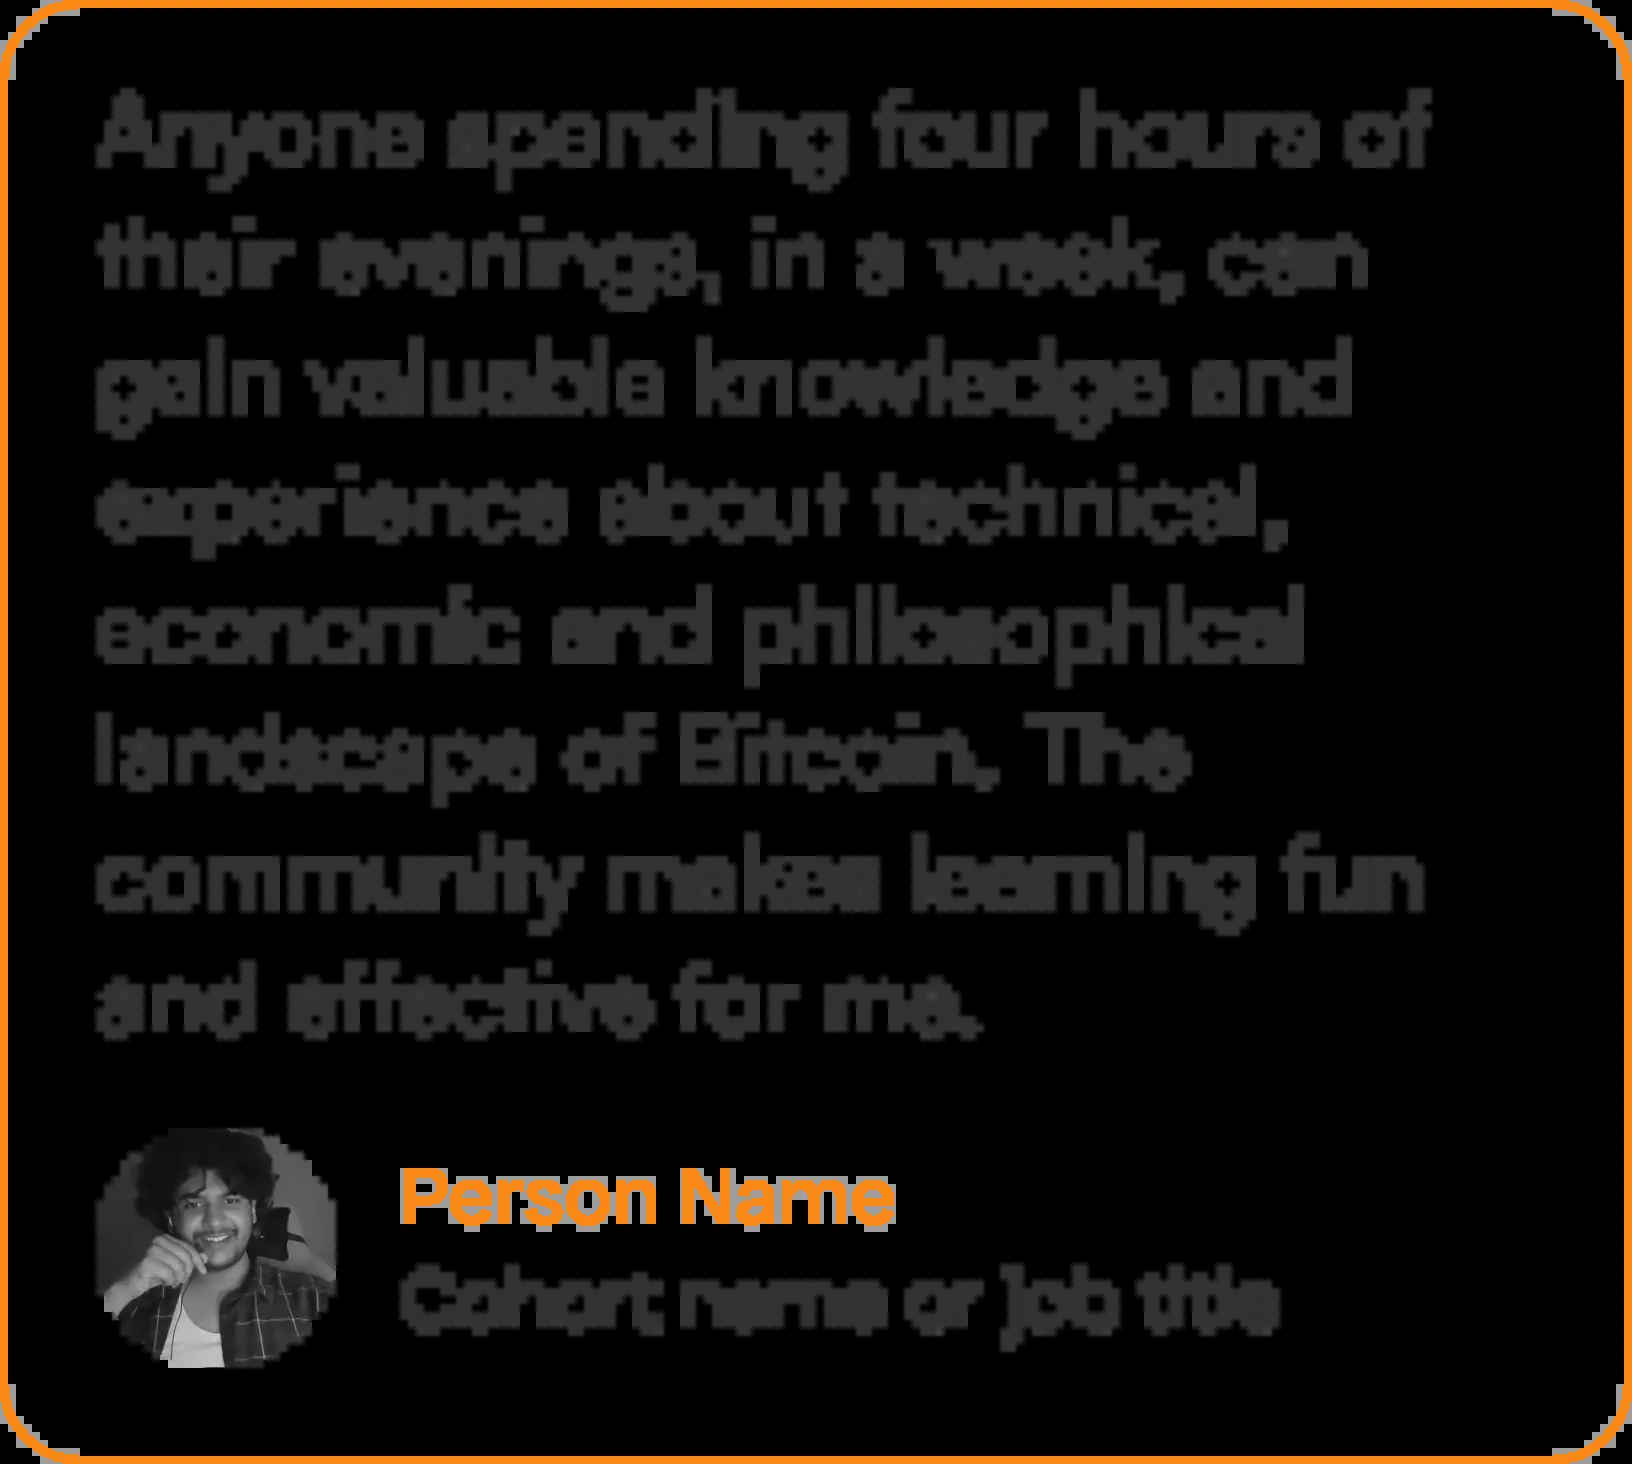 Anyone spending four hours of
their evenings, in a week, can
gain valuable knowledge and
experience about technical,
economic and philosophical
landscape of Bitcoin. The
community makes learning fun
and effective for me.
Person Name
Cohort name or job title